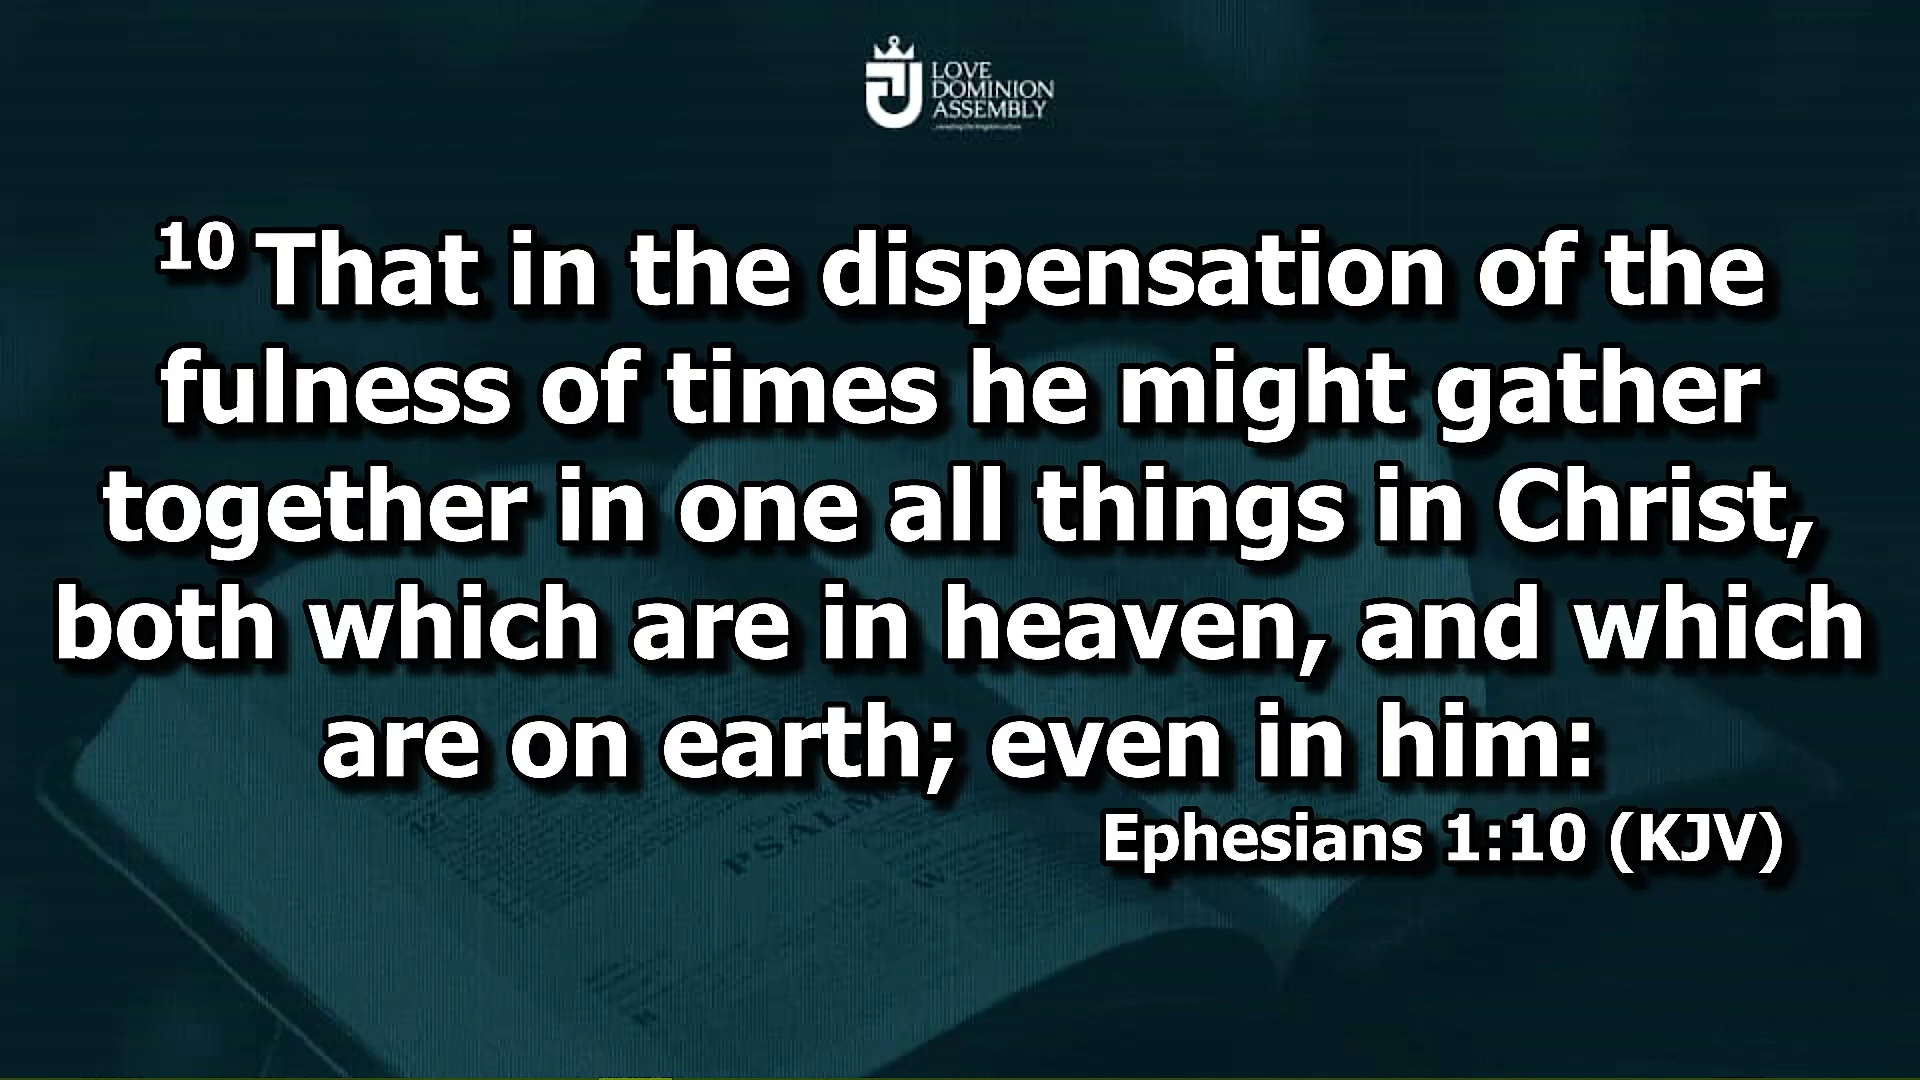 LOVE
DOMINION
ASSEMBLY
10 That in the dispensation of the
fulness of times he might gather
together in one all things in Christ,
both which are in heaven, and which
are on earth; even in him:
Ephesians 1:10 (KJV)
12
PSALM
W